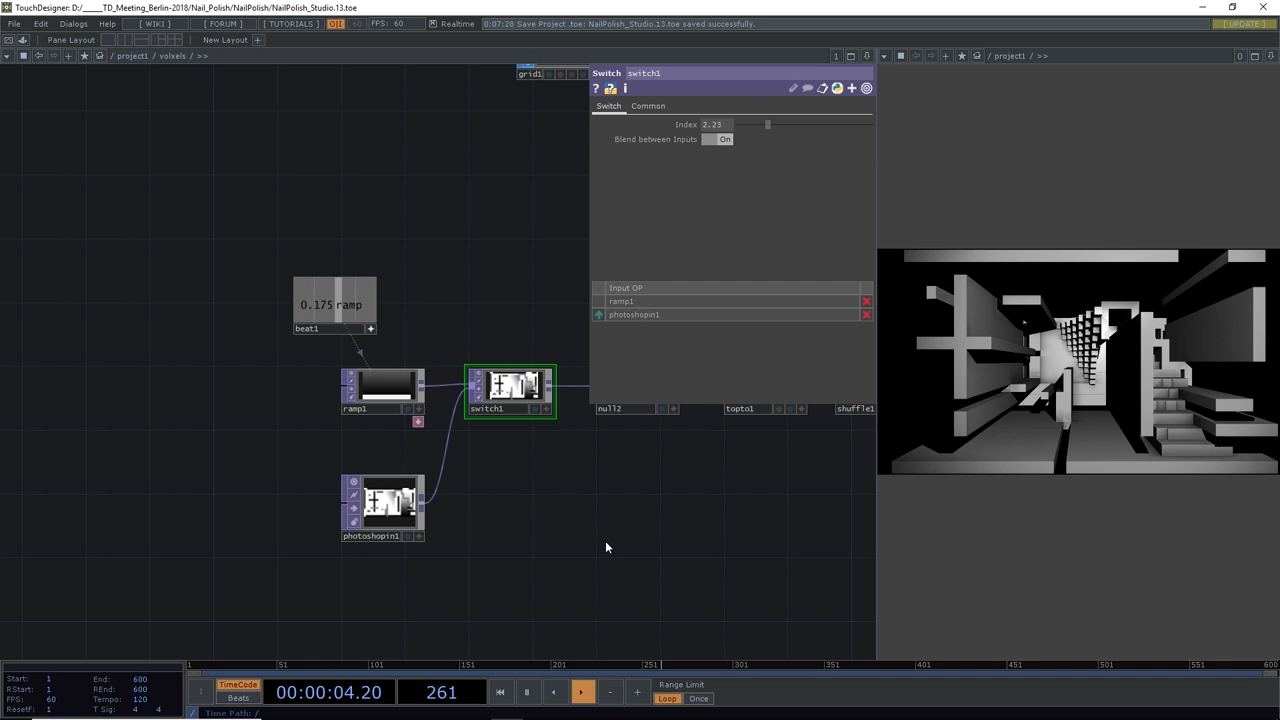 TouchDesigner: D:/_____TD_Meeting_Berlin-2018/Nail_Polish/NailPolish/NailPolish_Studio.13.toe
File Edit Dialogs Help [ WIKI ] [ FORUM ] [ TUTORIALS ] O|I 60 FPS: 60 Realtime 0:07:28 Save Project .toe: NailPolish_Studio.13.toe saved successfully. [ UPDATE ]
Pane Layout New Layout +
/ project1 / volxels / >> 1
/ project1 / >> 0
grid1
Switch switch1
? ? i
Switch Common
Index 2.23
Blend between Inputs On
Input OP
ramp1
photoshopin1
0.175 ramp
beat1
ramp1
switch1
null2
topto1
shuffle1
photoshopin1
1 51 101 151 201 251 301 351 401 451 501 551 600
Start: 1 End: 600
RStart: 1 REnd: 600
FPS: 60 Tempo: 120
ResetF: 1 T Sig: 4 4
TimeCode
Beats
00:00:04.20
261
Range Limit
Loop Once
/ Time Path: /